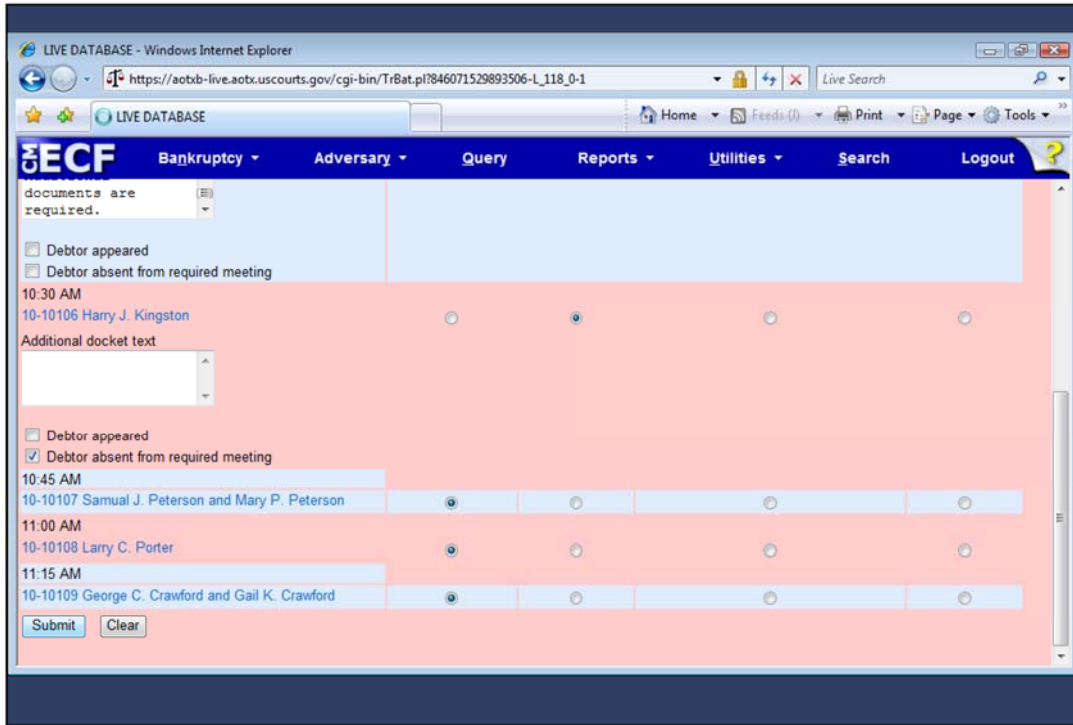 LIVE DATABASE - Windows Internet Explorer
https://aotxb-live.aotx.uscourts.gov/cgi-bin/TrBat.pl?846071529893506-L_118_0-1
Live Search
LIVE DATABASE
Home Feeds (J) Print Page Tools
CM ECF Bankruptcy Adversary Query Reports Utilities Search Logout ?
documents are
required.
Debtor appeared
Debtor absent from required meeting
10:30 AM
10-10106 Harry J. Kingston
Additional docket text
Debtor appeared
Debtor absent from required meeting
10:45 AM
10-10107 Samual J. Peterson and Mary P. Peterson
11:00 AM
10-10108 Larry C. Porter
11:15 AM
10-10109 George C. Crawford and Gail K. Crawford
Submit Clear